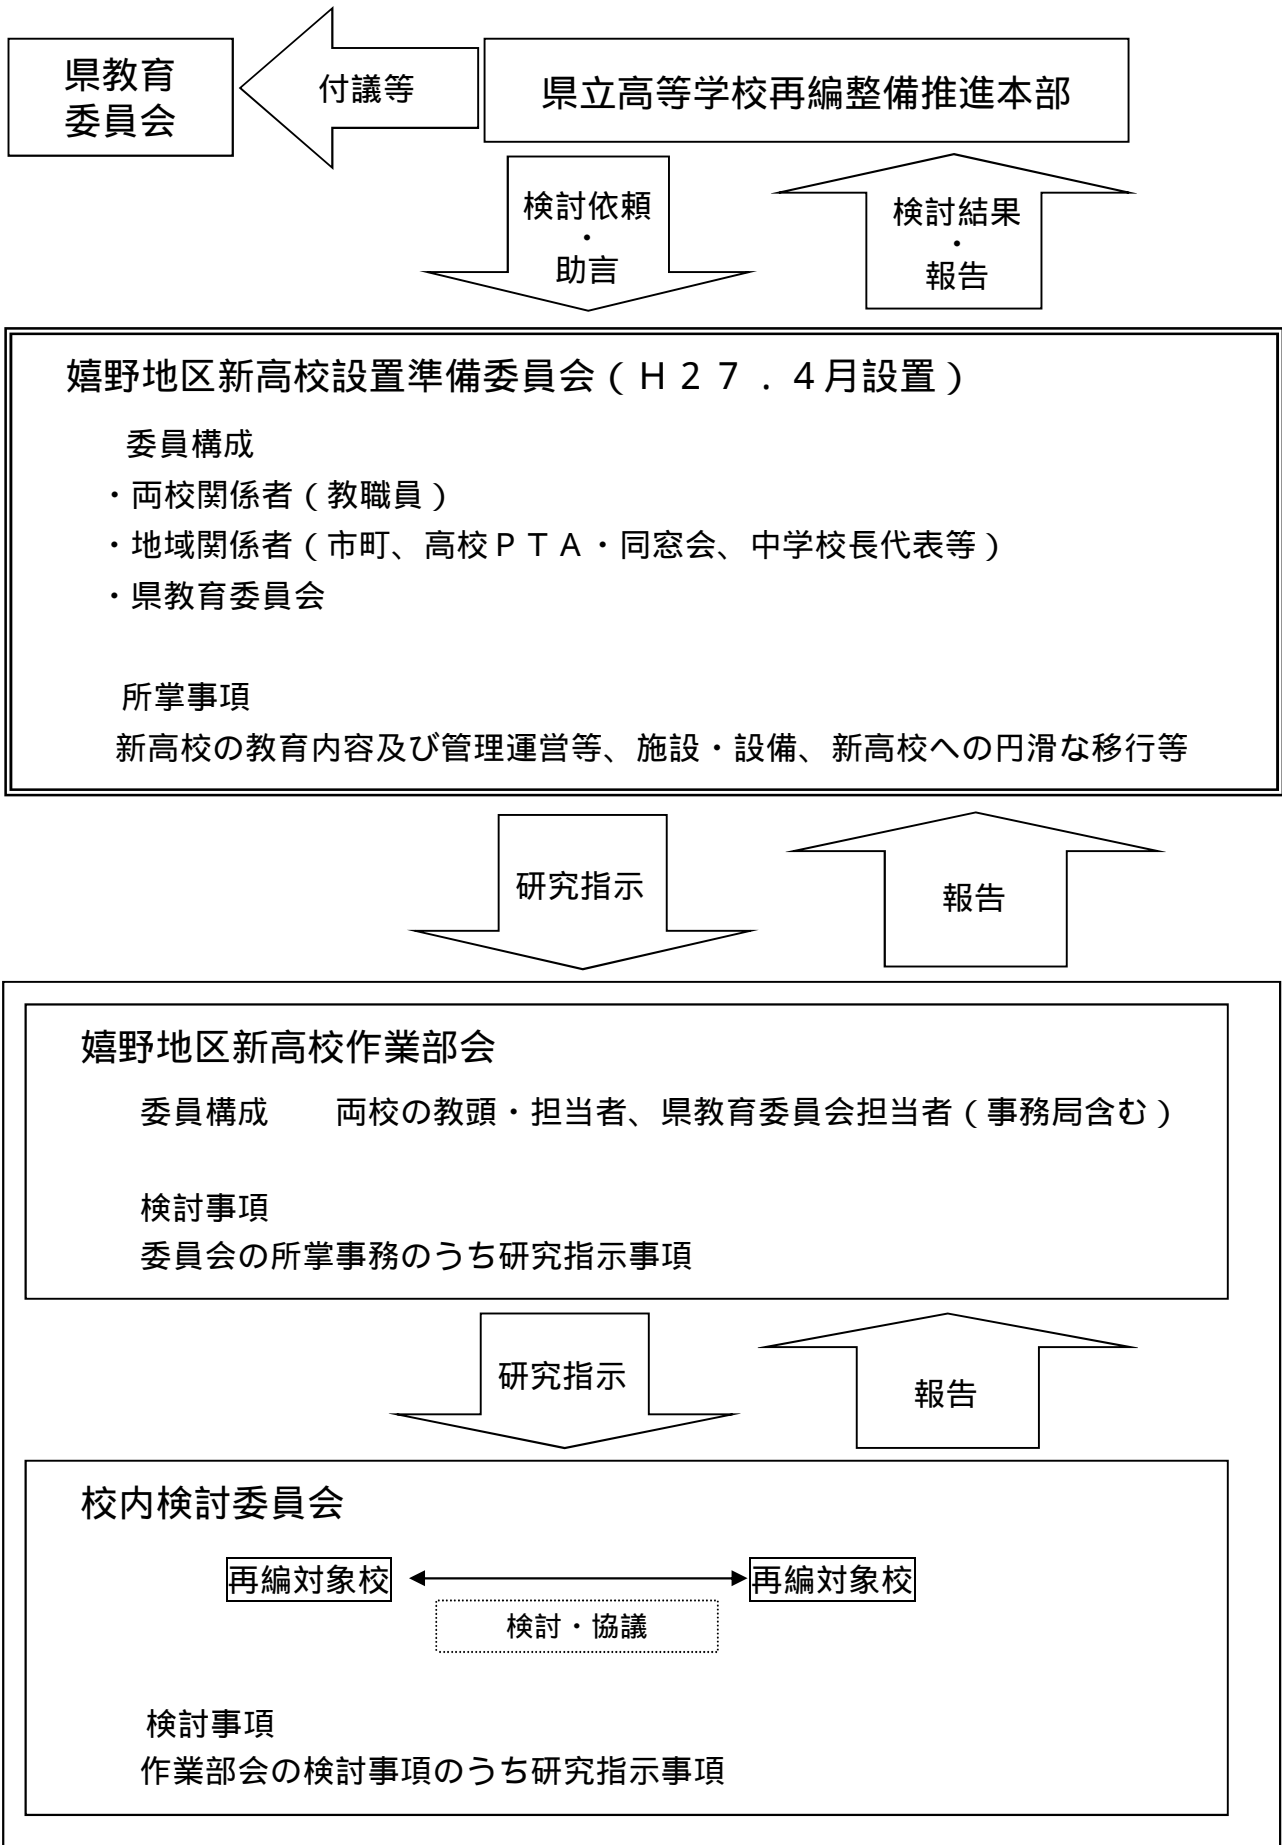 県教育
委員会
付議等
県立高等学校再編整備推進本部
検討依頼
・
助言
検討結果
・
報告
嬉野地区新高校設置準備委員会（Ｈ２７．４月設置）
委員構成
・両校関係者（教職員）
・地域関係者（市町、高校ＰＴＡ・同窓会、中学校長代表等）
・県教育委員会
所掌事項
新高校の教育内容及び管理運営等、施設・設備、新高校への円滑な移行等
研究指示
報告
嬉野地区新高校作業部会
委員構成　　両校の教頭・担当者、県教育委員会担当者（事務局含む）
検討事項
委員会の所掌事務のうち研究指示事項
研究指示
報告
校内検討委員会
再編対象校
再編対象校
検討・協議
検討事項
作業部会の検討事項のうち研究指示事項